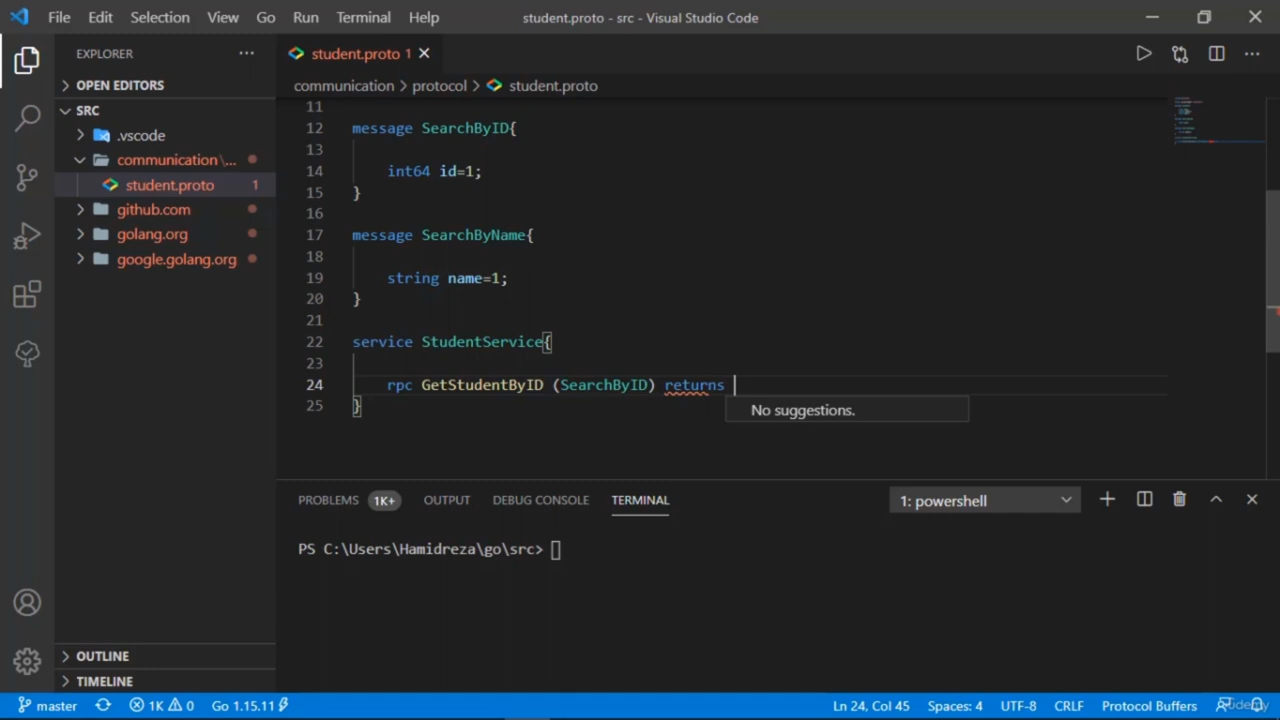 File Edit Selection View Go Run Terminal Help student.proto - src - Visual Studio Code
EXPLORER
student.proto 1
OPEN EDITORS
communication > protocol > student.proto
SRC
.vscode
communication \ ...
student.proto 1
github.com
golang.org
google.golang.org
OUTLINE
TIMELINE
11
12 message SearchByID{
13
14 int64 id=1;
15 }
16
17 message SearchByName{
18
19 string name=1;
20 }
21
22 service StudentService{
23
24 rpc GetStudentByID (SearchByID) returns
25 }
No suggestions.
PROBLEMS 1K+ OUTPUT DEBUG CONSOLE TERMINAL 1: powershell
PS C:\Users\Hamidreza\go\src>
master 1K 0 Go 1.15.11 Ln 24, Col 45 Spaces: 4 UTF-8 CRLF Protocol Buffers